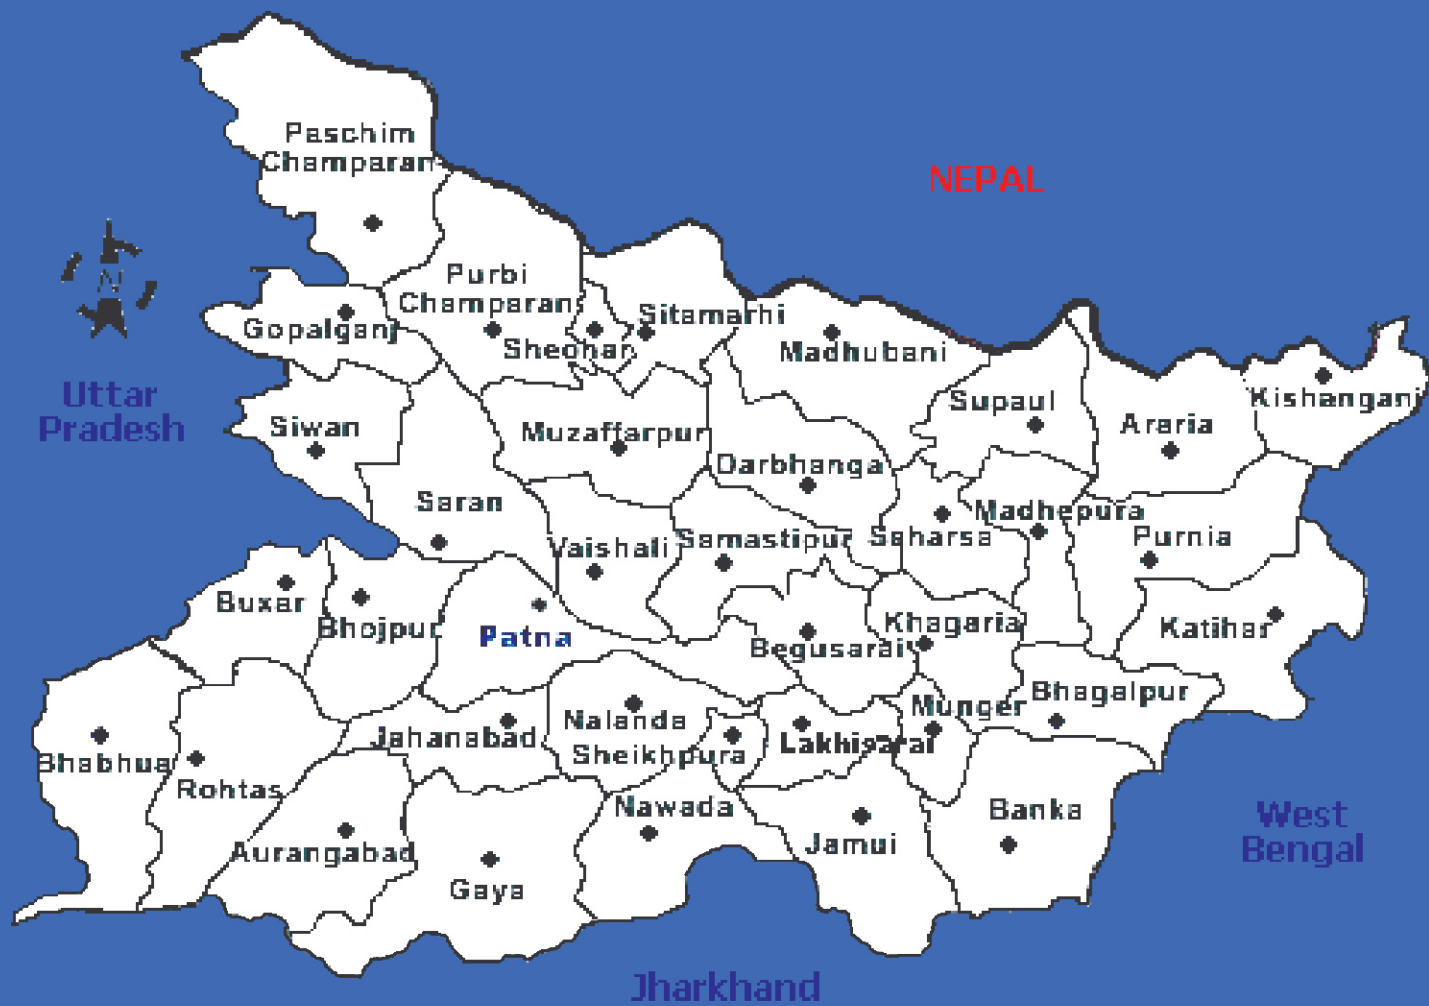 Paschim
Champaran
NEPAL
N
Purbi
Champaran
Gopalganj
Sheohar
Sitamarhi
Madhubani
Uttar
Pradesh
Siwan
Muzaffarpur
Supaul
Araria
Kishanganj
Darbhanga
Saran
Madhepura
Vaishali
Samastipur
Saharsa
Purnia
Buxar
Bhojpur
Patna
Begusarai
Khagaria
Katihar
Bhagalpur
Munger
Jahanabad
Nalanda
Sheikhpura
Lakhisarai
Bhabhua
Rohtas
Nawada
Banka
West
Bengal
Aurangabad
Gaya
Jamui
Jharkhand